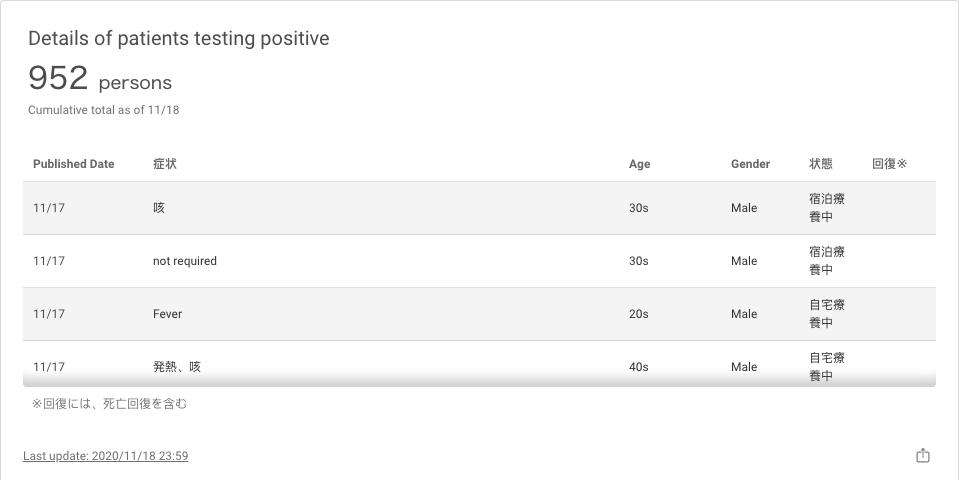 Details of patients testing positive
952 persons
Cumulative total as of 11/18
Published Date 症状 Age Gender 状態 回復※
11/17 咳 30s Male 宿泊療
養中
11/17 not required 30s Male 宿泊療
養中
11/17 Fever 20s Male 自宅療
養中
11/17 発熱、咳 40s Male 自宅療
養中
※回復には、死亡回復を含む
Last update: 2020/11/18 23:59